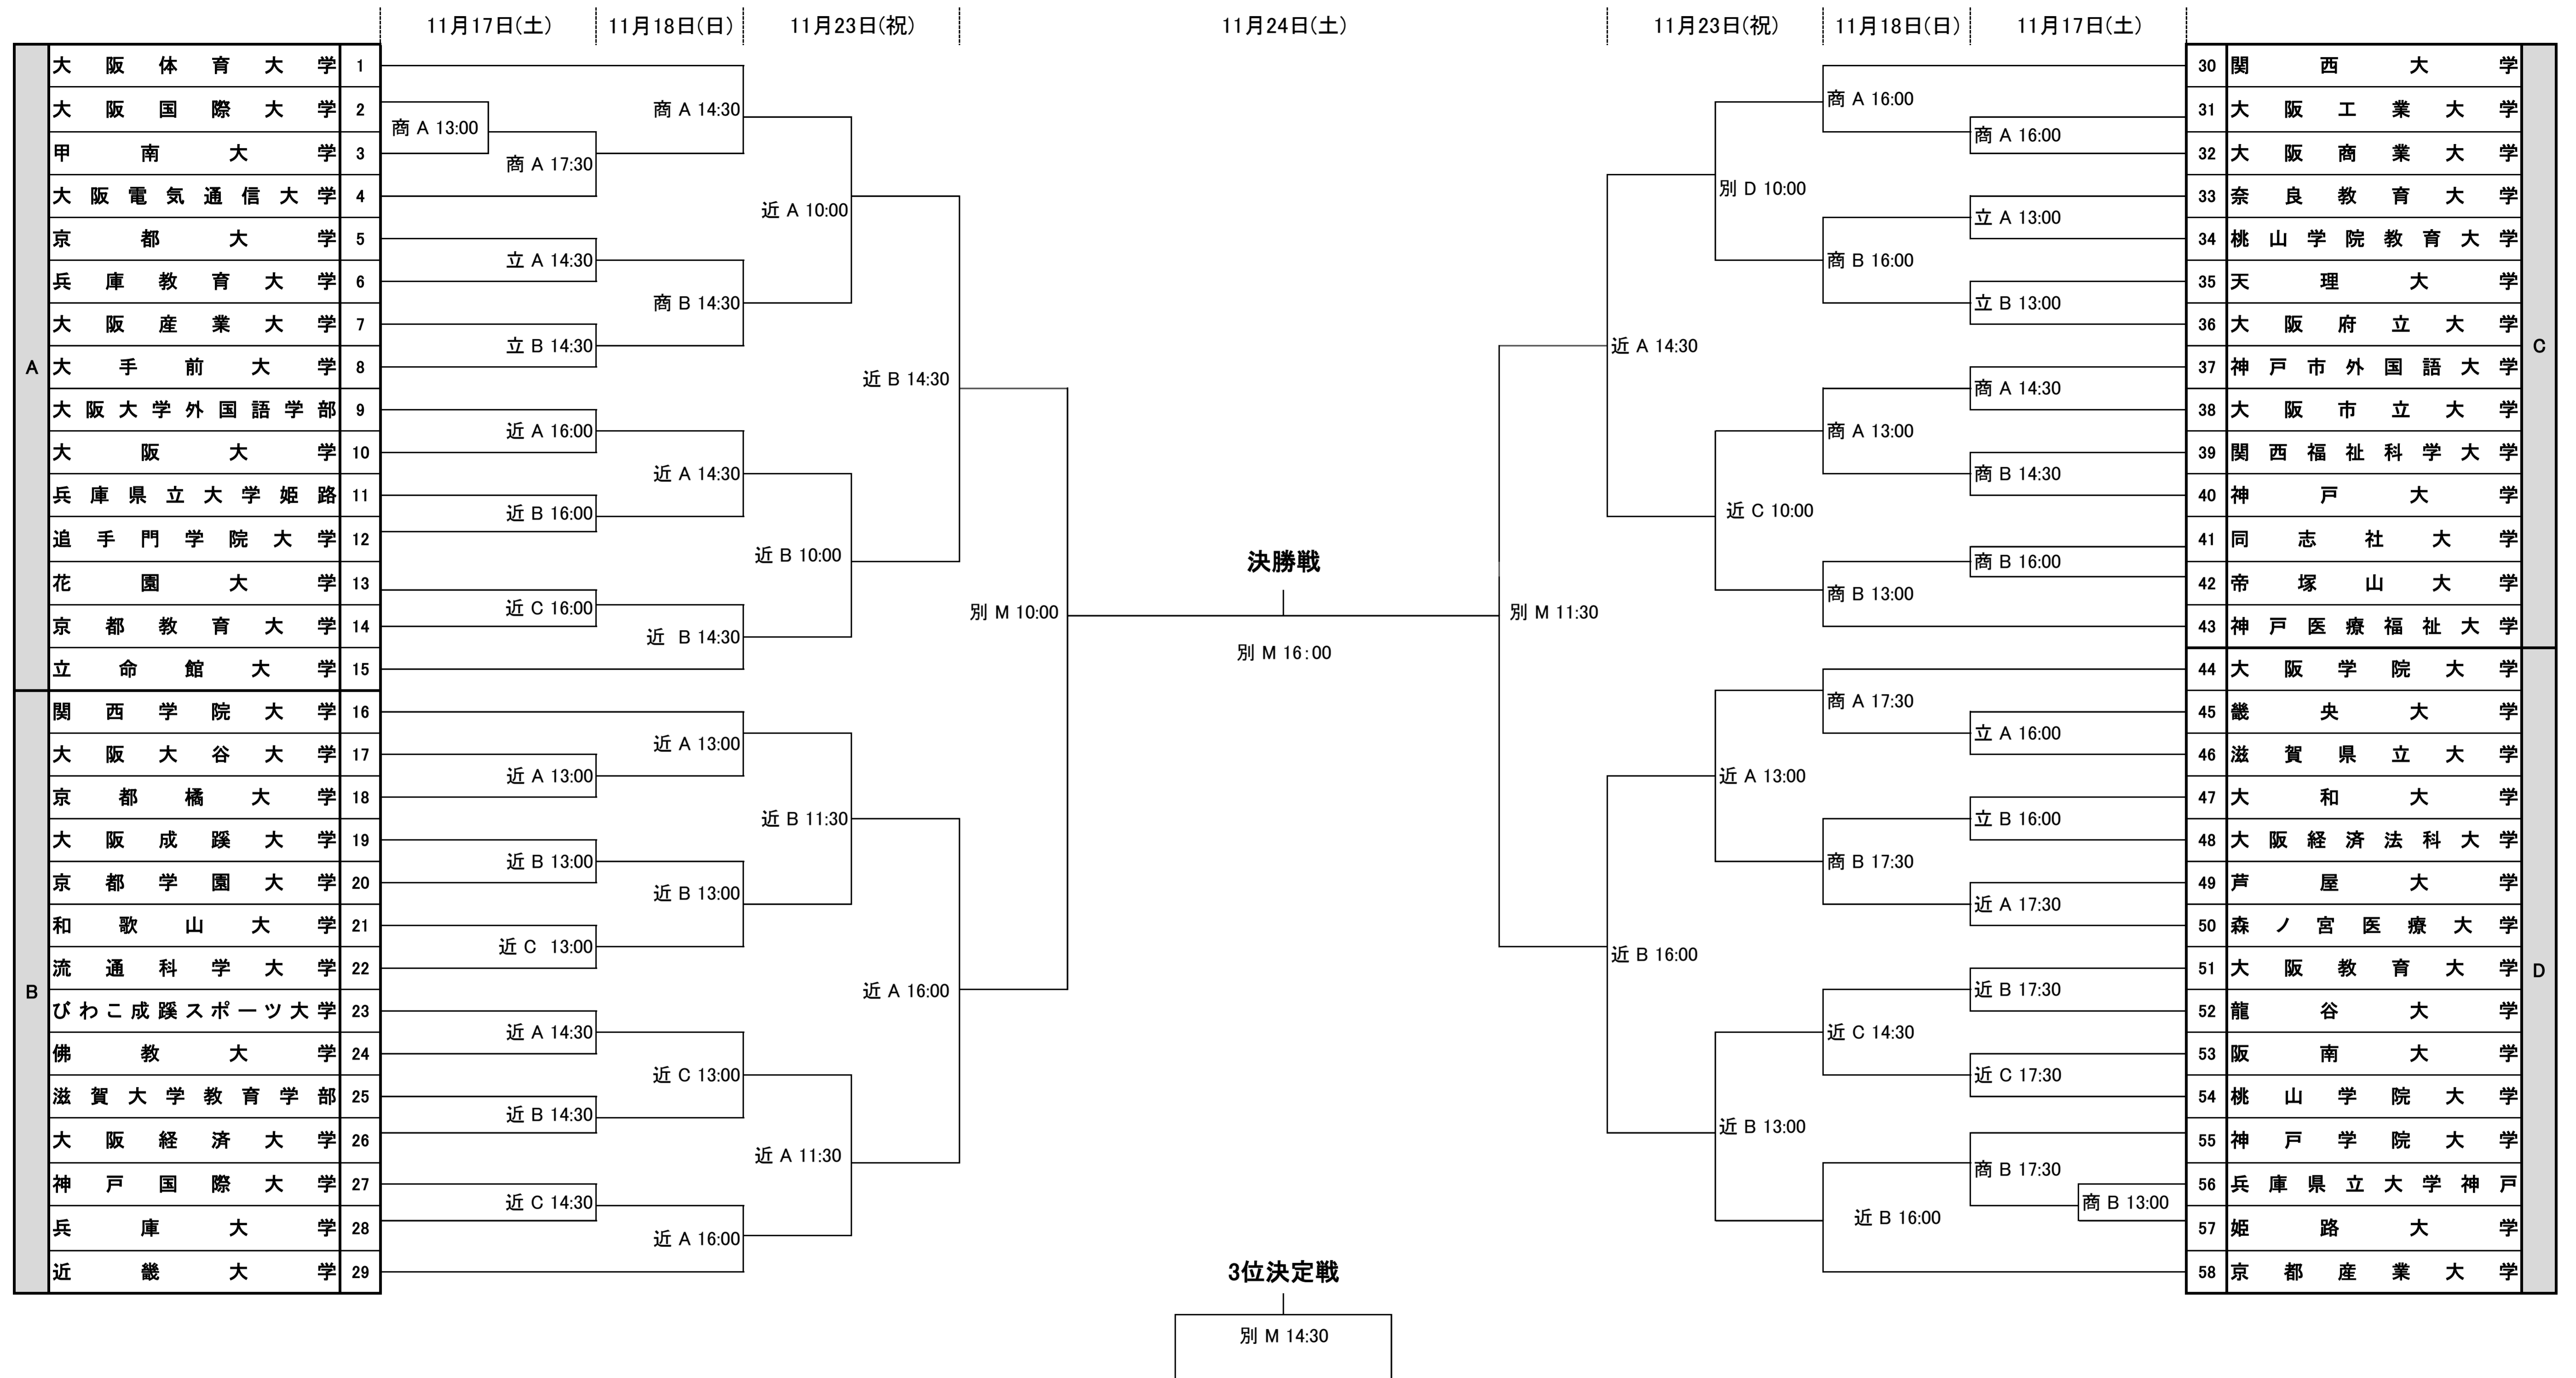 11月17日(土) 11月18日(日) 11月23日(祝) 11月24日(土) 11月23日(祝) 11月18日(日) 11月17日(土)
A
大阪体育大学 1
大阪国際大学 2
甲南大学 3
大阪電気通信大学 4
京都大学 5
兵庫教育大学 6
大阪産業大学 7
大手前大学 8
大阪大学外国語学部 9
大阪大学 10
兵庫県立大学姫路 11
追手門学院大学 12
花園大学 13
京都教育大学 14
立命館大学 15
B
関西学院大学 16
大阪大谷大学 17
京都橘大学 18
大阪成蹊大学 19
京都学園大学 20
和歌山大学 21
流通科学大学 22
びわこ成蹊スポーツ大学 23
佛教大学 24
滋賀大学教育学部 25
大阪経済大学 26
神戸国際大学 27
兵庫大学 28
近畿大学 29
商 A 13:00
商 A 17:30
立 A 14:30
立 B 14:30
近 A 16:00
近 B 16:00
近 C 16:00
近 A 13:00
近 B 13:00
近 C 13:00
近 A 14:30
近 B 14:30
近 C 14:30
商 A 14:30
商 B 14:30
近 A 14:30
近 B 14:30
近 A 13:00
近 B 13:00
近 C 13:00
近 A 16:00
近 A 10:00
近 B 10:00
近 B 11:30
近 A 11:30
近 B 14:30
近 A 16:00
別 M 10:00
決勝戦
別 M 16:00
3位決定戦
別 M 14:30
別 M 11:30
近 A 14:30
近 B 16:00
別 D 10:00
近 C 10:00
近 A 13:00
近 B 13:00
商 A 16:00
商 B 16:00
商 A 13:00
商 B 13:00
商 A 17:30
商 B 17:30
近 C 14:30
近 B 16:00
商 A 16:00
立 A 13:00
立 B 13:00
商 A 14:30
商 B 14:30
商 B 16:00
立 A 16:00
立 B 16:00
近 A 17:30
近 B 17:30
近 C 17:30
商 B 17:30
商 B 13:00
C
30 関西大学
31 大阪工業大学
32 大阪商業大学
33 奈良教育大学
34 桃山学院教育大学
35 天理大学
36 大阪府立大学
37 神戸市外国語大学
38 大阪市立大学
39 関西福祉科学大学
40 神戸大学
41 同志社大学
42 帝塚山大学
43 神戸医療福祉大学
D
44 大阪学院大学
45 畿央大学
46 滋賀県立大学
47 大和大学
48 大阪経済法科大学
49 芦屋大学
50 森ノ宮医療大学
51 大阪教育大学
52 龍谷大学
53 阪南大学
54 桃山学院大学
55 神戸学院大学
56 兵庫県立大学神戸
57 姫路大学
58 京都産業大学